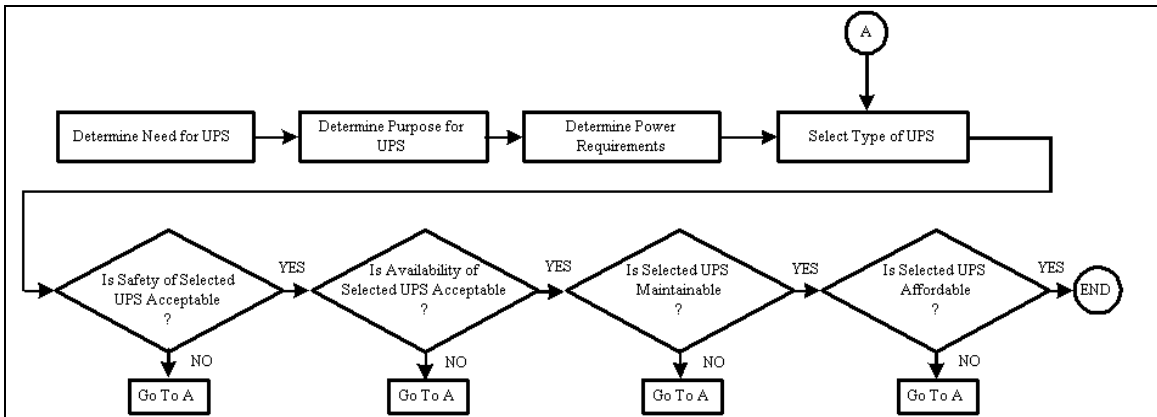 A
Determine Need for UPS
Determine Purpose for
UPS
Determine Power
Requirements
Select Type of UPS
Is Safety of Selected
UPS Acceptable
?
YES
Is Availability of
Selected UPS Acceptable
?
YES
Is Selected UPS
Maintainable
?
YES
Is Selected UPS
Affordable
?
YES
END
NO
NO
NO
NO
Go To A
Go To A
Go To A
Go To A